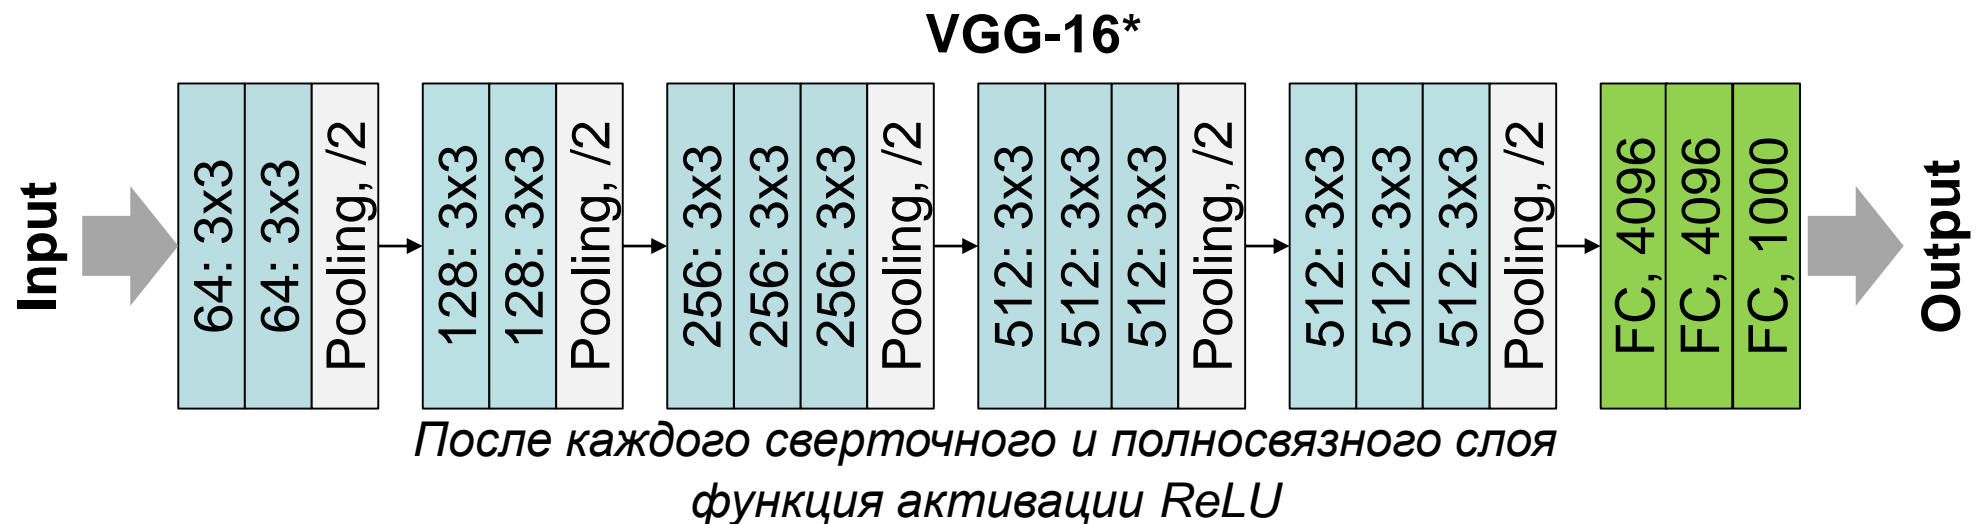 VGG-16*
Input
64: 3x3
64: 3x3
Pooling, /2
128: 3x3
128: 3x3
Pooling, /2
256: 3x3
256: 3x3
256: 3x3
Pooling, /2
512: 3x3
512: 3x3
512: 3x3
Pooling, /2
512: 3x3
512: 3x3
512: 3x3
Pooling, /2
FC, 4096
FC, 4096
FC, 1000
Output
После каждого сверточного и полносвязного слоя
функция активации ReLU